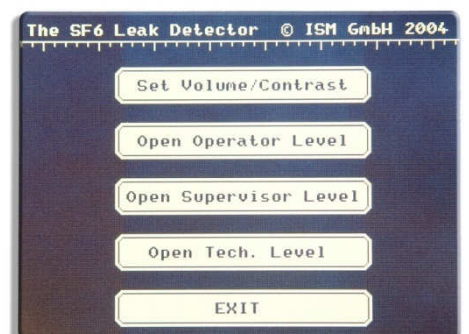 The SF6 Leak Detector © ISM GmbH 2004
Set Volume/Contrast
Open Operator Level
Open Supervisor Level
Open Tech. Level
EXIT